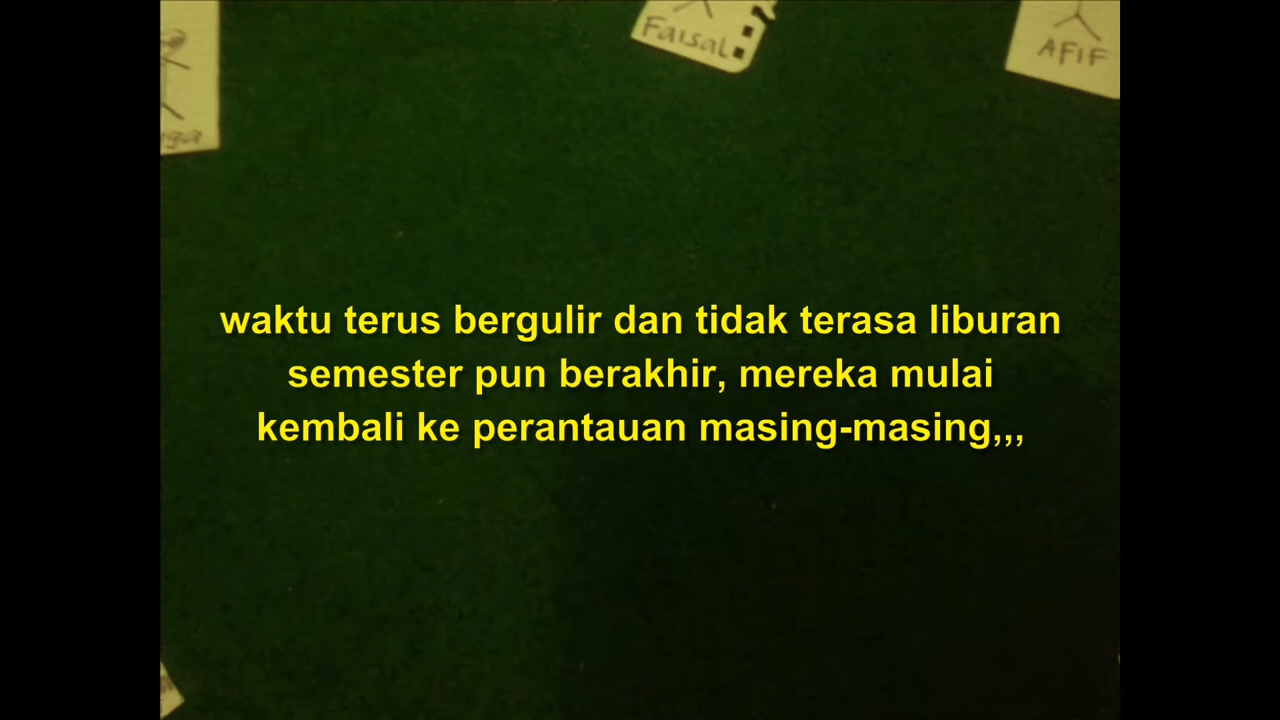 Faisal
AFIF
waktu terus bergulir dan tidak terasa liburan
semester pun berakhir, mereka mulai
kembali ke perantauan masing-masing,,,